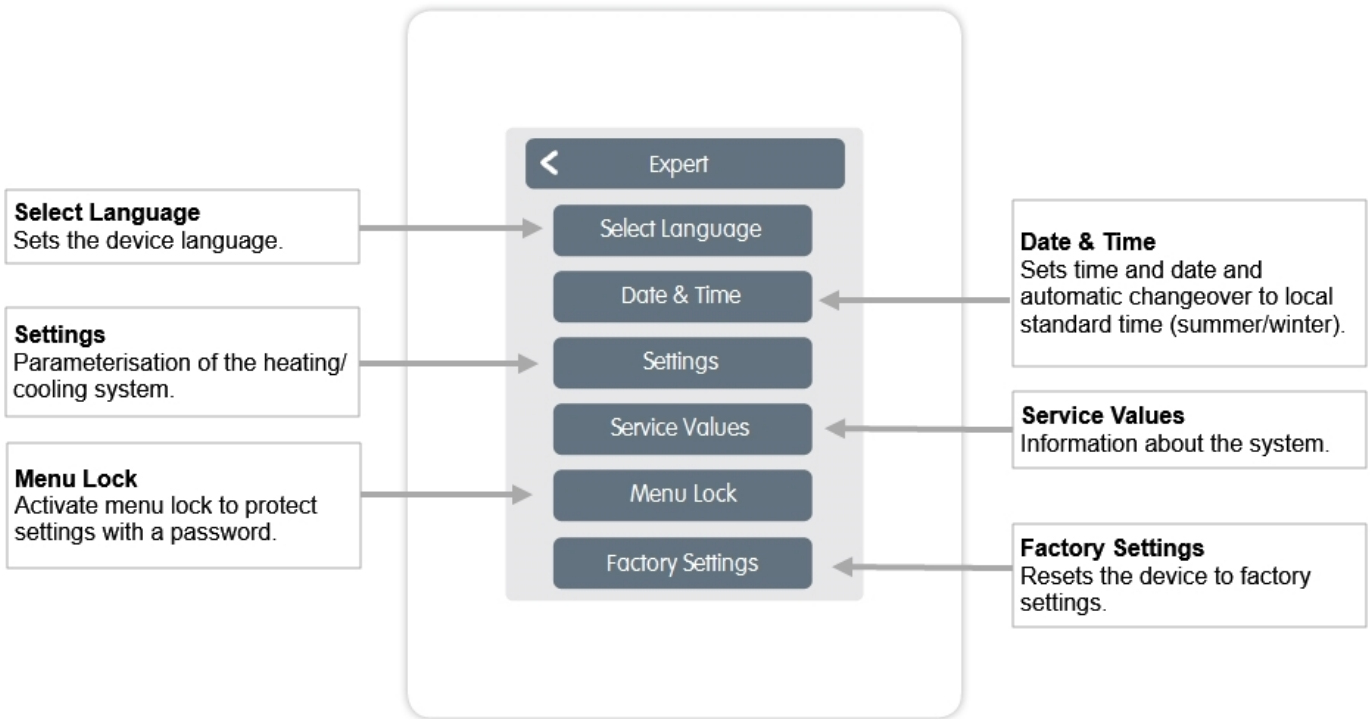 Expert
Select Language
Date & Time
Settings
Service Values
Menu Lock
Factory Settings
Select Language
Sets the device language.
Settings
Parameterisation of the heating/
cooling system.
Menu Lock
Activate menu lock to protect
settings with a password.
Date & Time
Sets time and date and
automatic changeover to local
standard time (summer/winter).
Service Values
Information about the system.
Factory Settings
Resets the device to factory
settings.